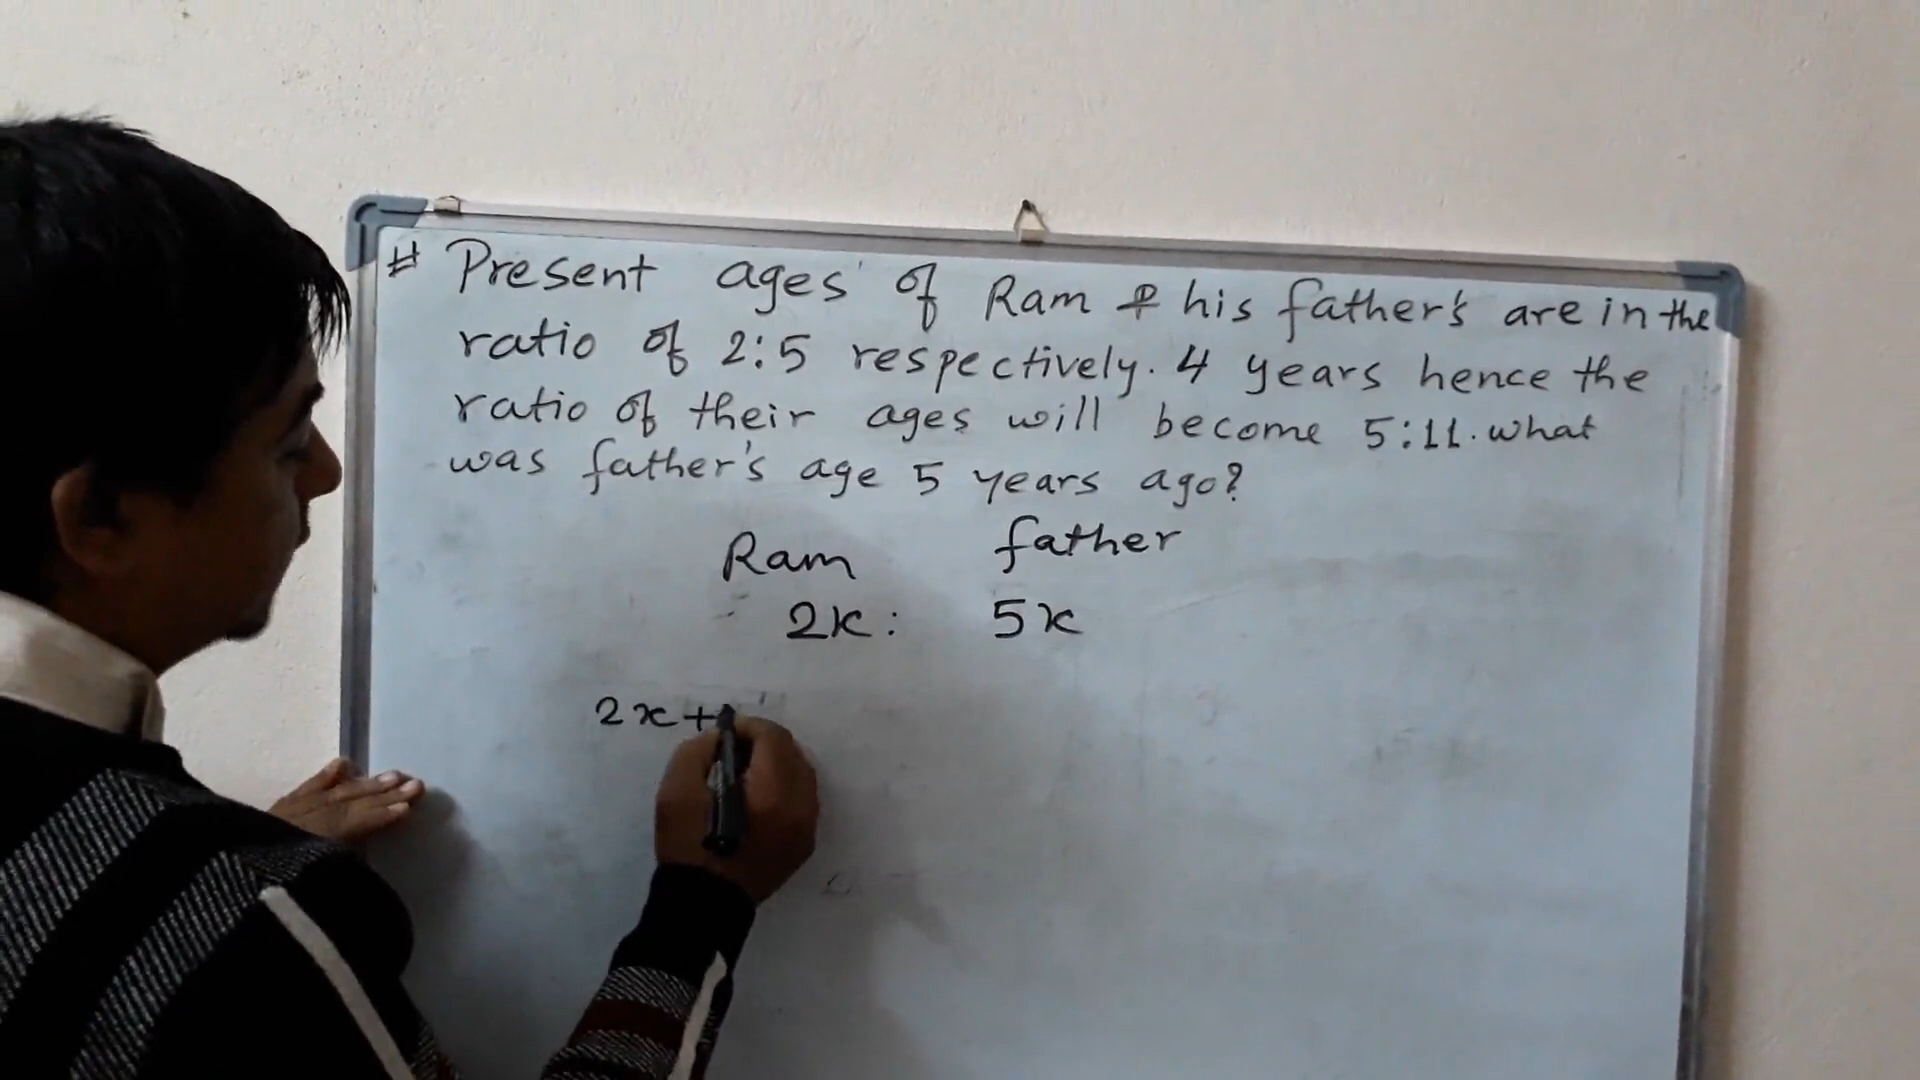 # Present ages of Ram & his father's are in the
ratio of 2:5 respectively. 4 years hence the
ratio of their ages will become 5:11. what
was father's age 5 years ago?
Ram father
2x: 5x
2x+